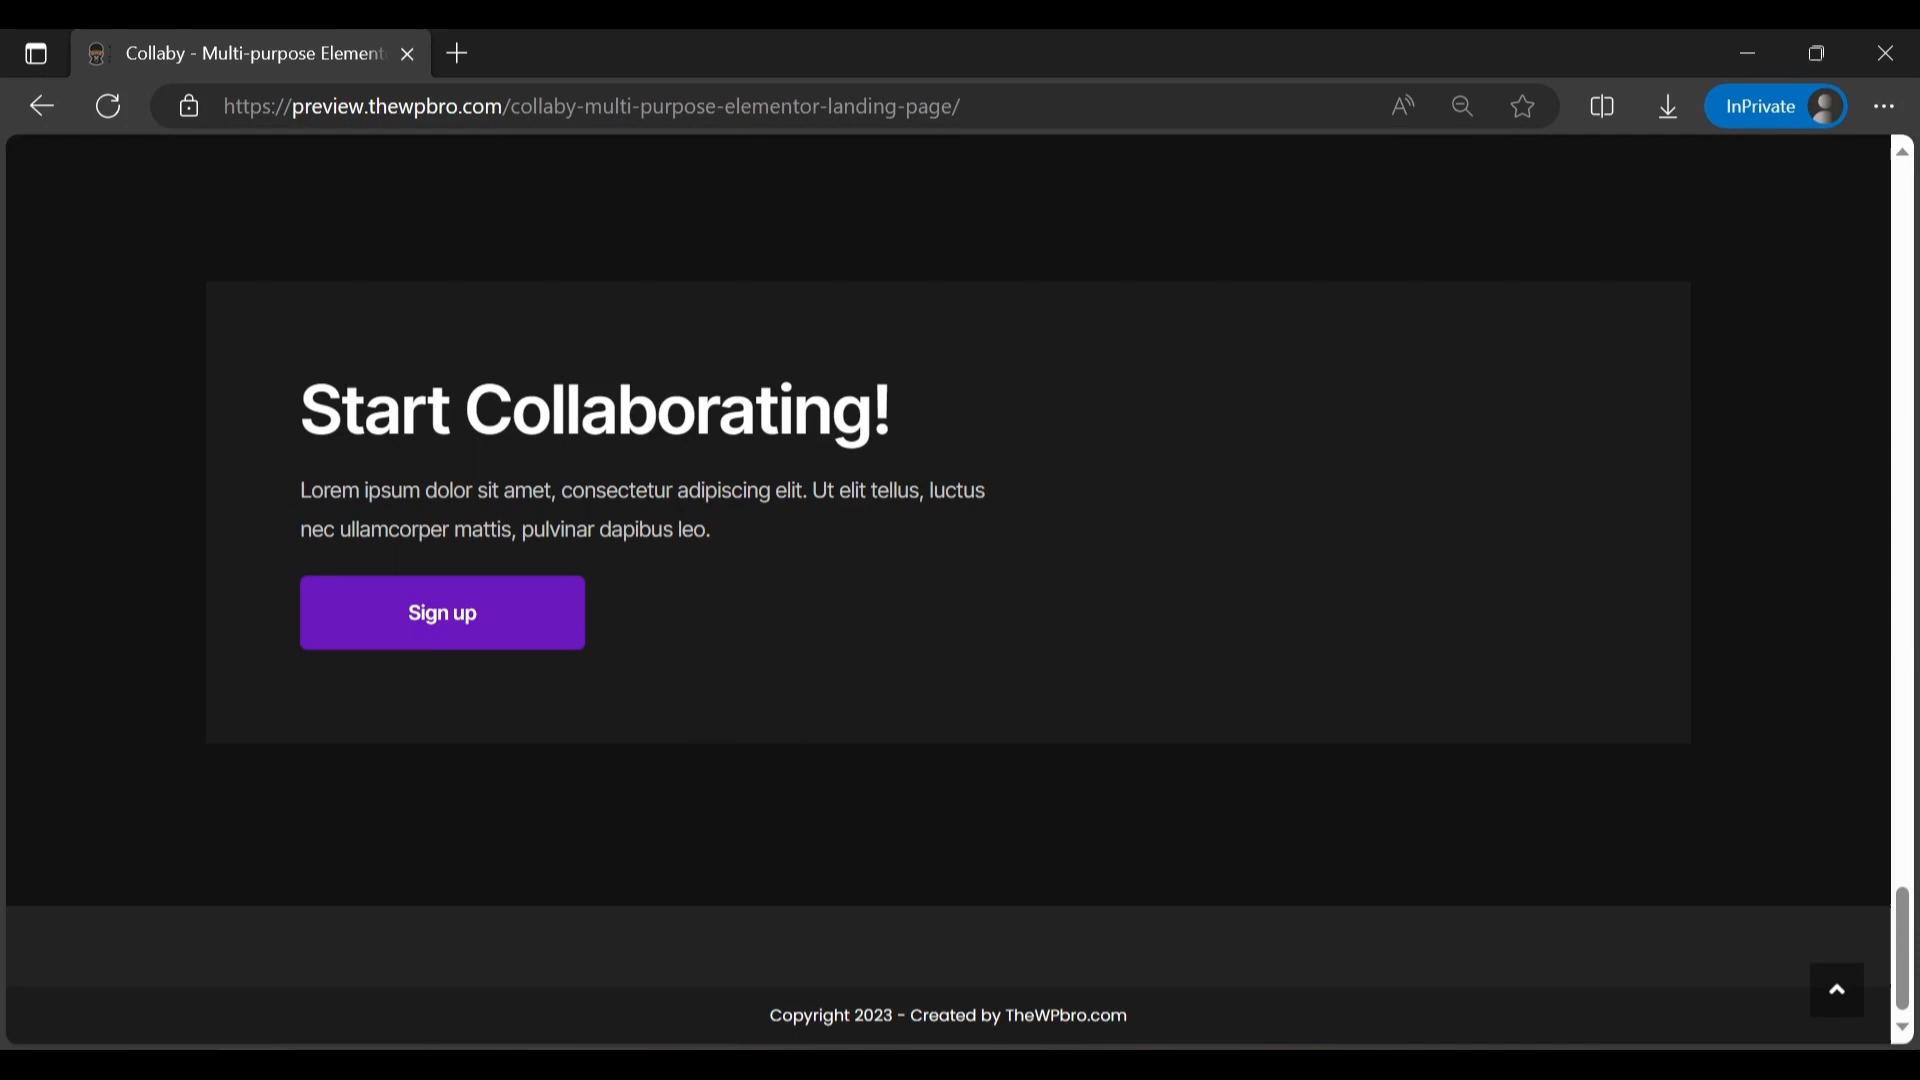 Collaby - Multi-purpose Element
https://preview.thewpbro.com/collaby-multi-purpose-elementor-landing-page/
InPrivate
Start Collaborating!
Lorem ipsum dolor sit amet, consectetur adipiscing elit. Ut elit tellus, luctus
nec ullamcorper mattis, pulvinar dapibus leo.
Sign up
Copyright 2023 - Created by TheWPbro.com